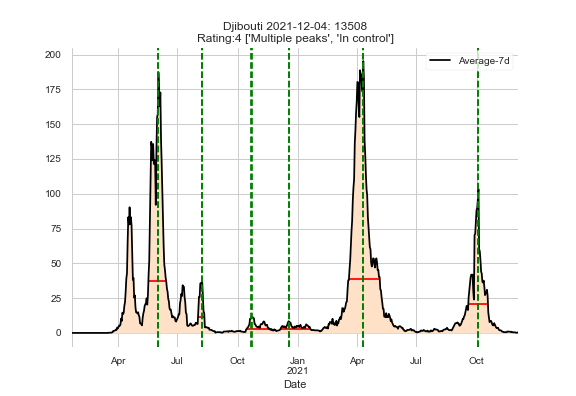 Djibouti 2021-12-04: 13508
Rating:4 ['Multiple peaks', 'In control']
200
175
150
125
100
75
50
25
0
Average-7d
Apr Jul Oct Jan Apr Jul Oct
2021
Date